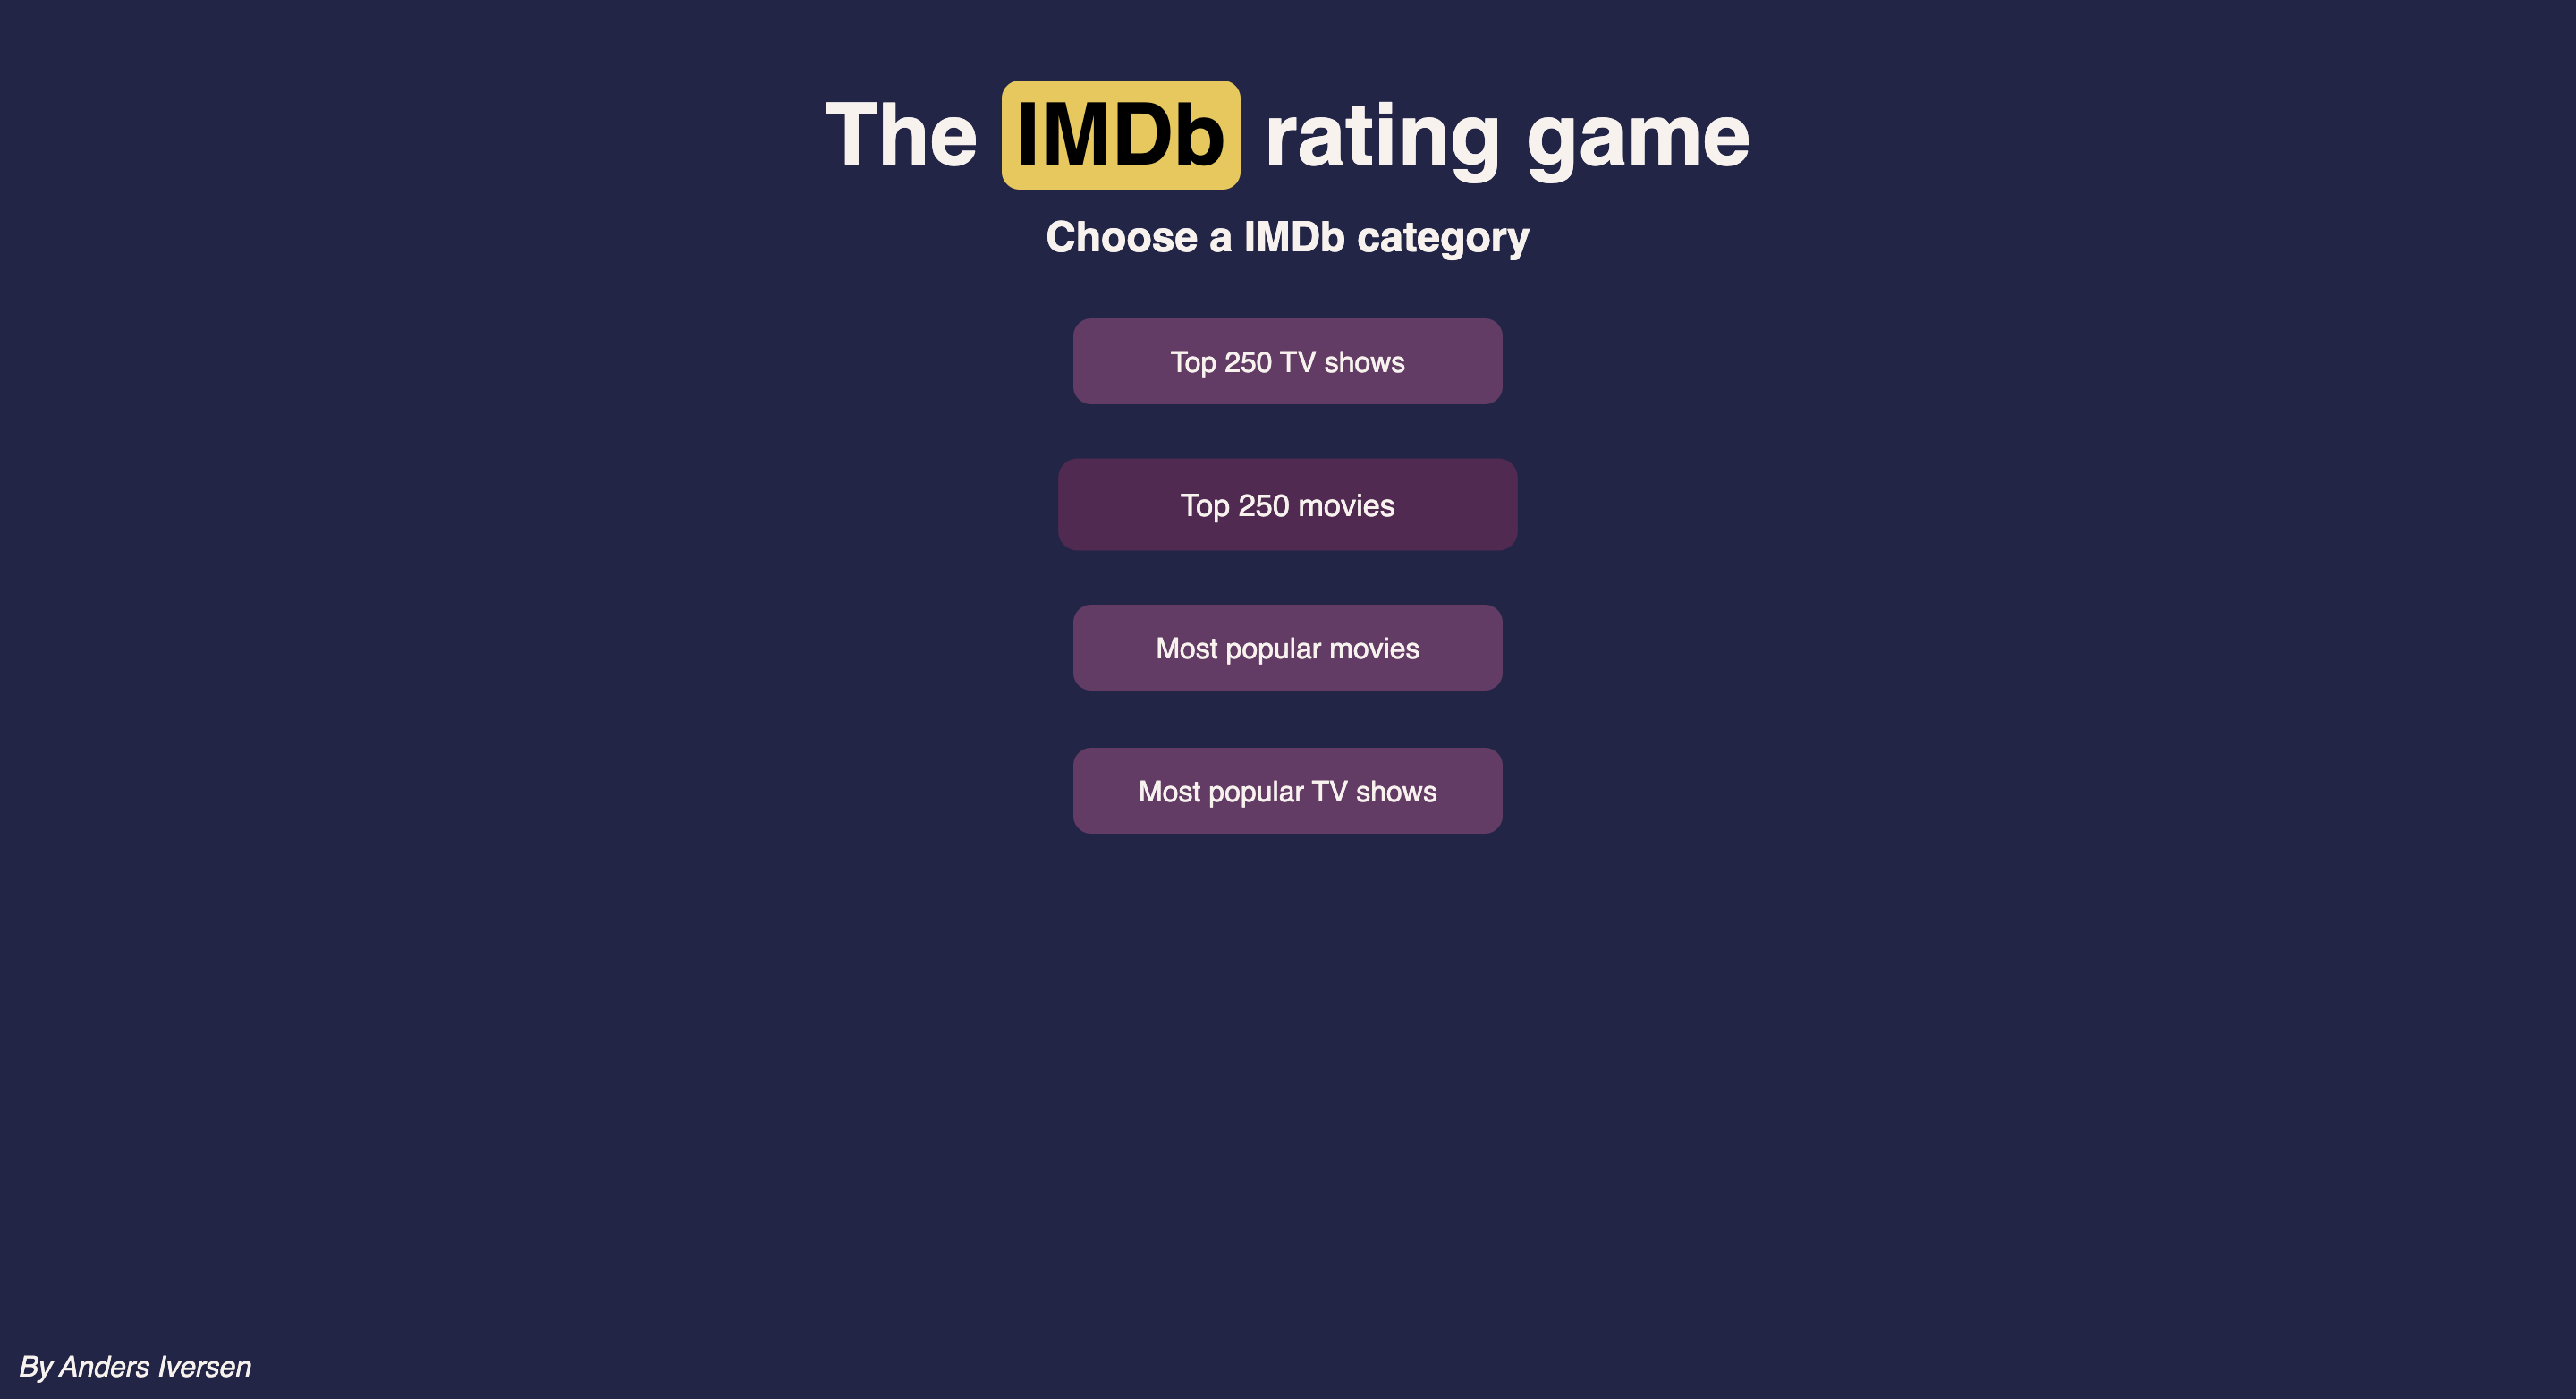 The IMDb rating game
Choose a IMDb category
Top 250 TV shows
Top 250 movies
Most popular movies
Most popular TV shows
By Anders Iversen